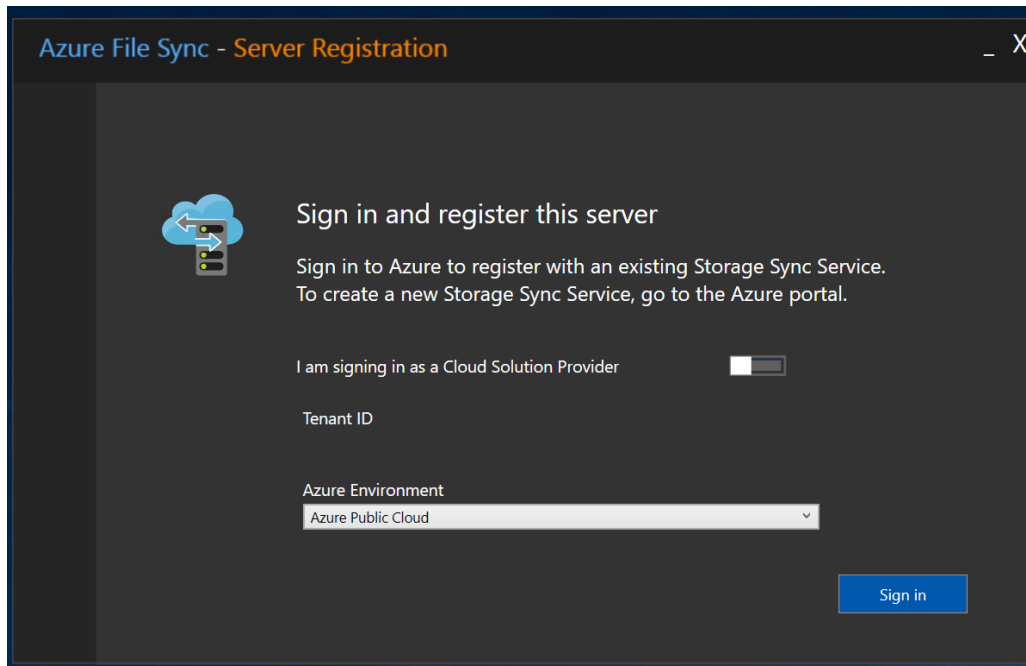 Azure File Sync - Server Registration
_ X
Sign in and register this server
Sign in to Azure to register with an existing Storage Sync Service.
To create a new Storage Sync Service, go to the Azure portal.
I am signing in as a Cloud Solution Provider
Tenant ID
Azure Environment
Azure Public Cloud
Sign in